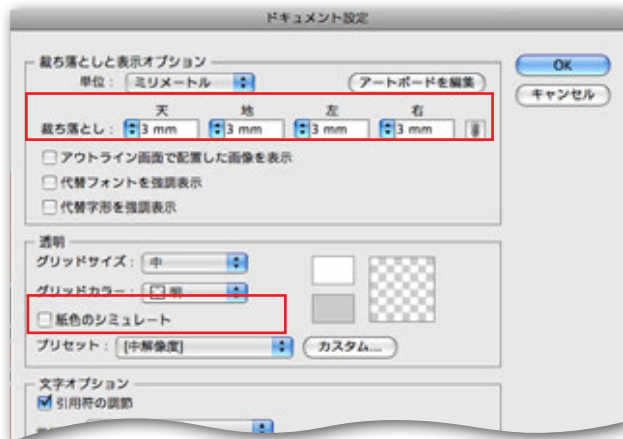 ドキュメント設定
裁ち落としと表示オプション
単位： ミリメートル アートボードを編集
天 地 左 右
裁ち落とし： 3 mm 3 mm 3 mm 3 mm
アウトライン画面で配置した画像を表示
代替フォントを強調表示
代替字形を強調表示
透明
グリッドサイズ： 中
グリッドカラー： 明
紙色のシミュレート
プリセット： [中解像度] カスタム...
文字オプション
引用符の調節
OK
キャンセル